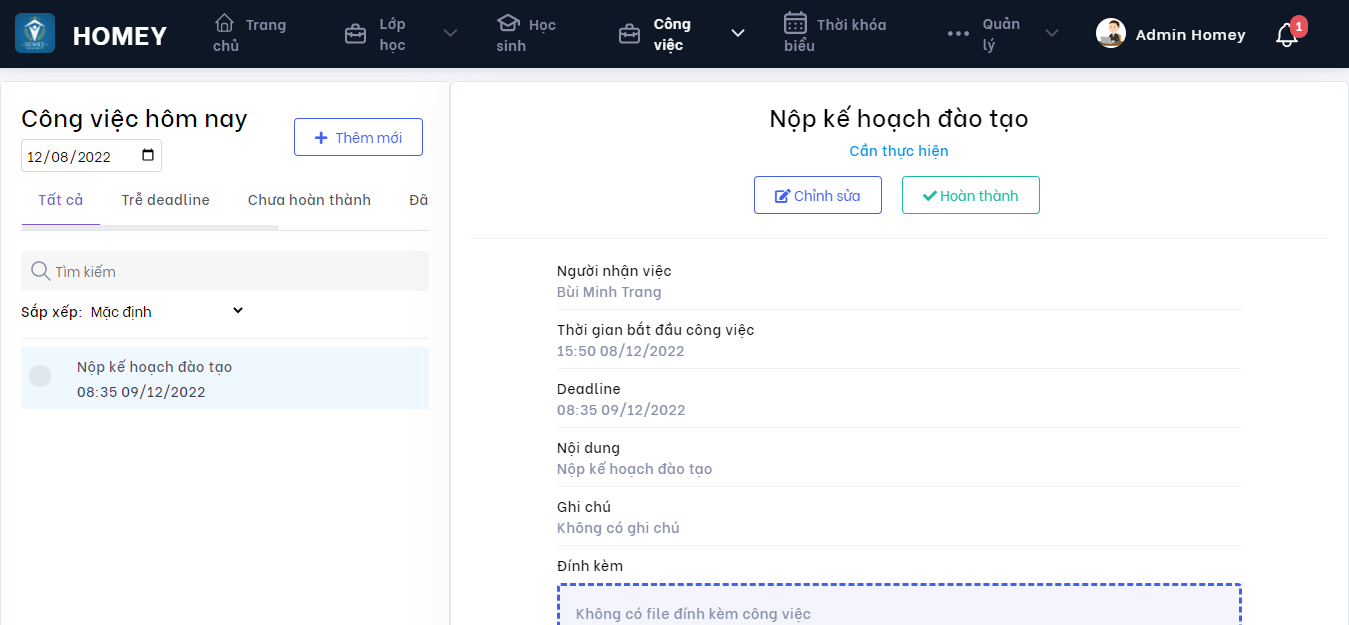 HOMEY
HOMEY
Trang chủ
Lớp học
Học sinh
Công việc
Thời khóa biểu
Quản lý
Admin Homey
1
Công việc hôm nay
Thêm mới
12/08/2022
Tất cả
Trễ deadline
Chưa hoàn thành
Đã
Tìm kiếm
Sắp xếp: Mặc định
Nộp kế hoạch đào tạo
08:35 09/12/2022
Nộp kế hoạch đào tạo
Cần thực hiện
Chỉnh sửa
Hoàn thành
Người nhận việc
Bùi Minh Trang
Thời gian bắt đầu công việc
15:50 08/12/2022
Deadline
08:35 09/12/2022
Nội dung
Nộp kế hoạch đào tạo
Ghi chú
Không có ghi chú
Đính kèm
Không có file đính kèm công việc